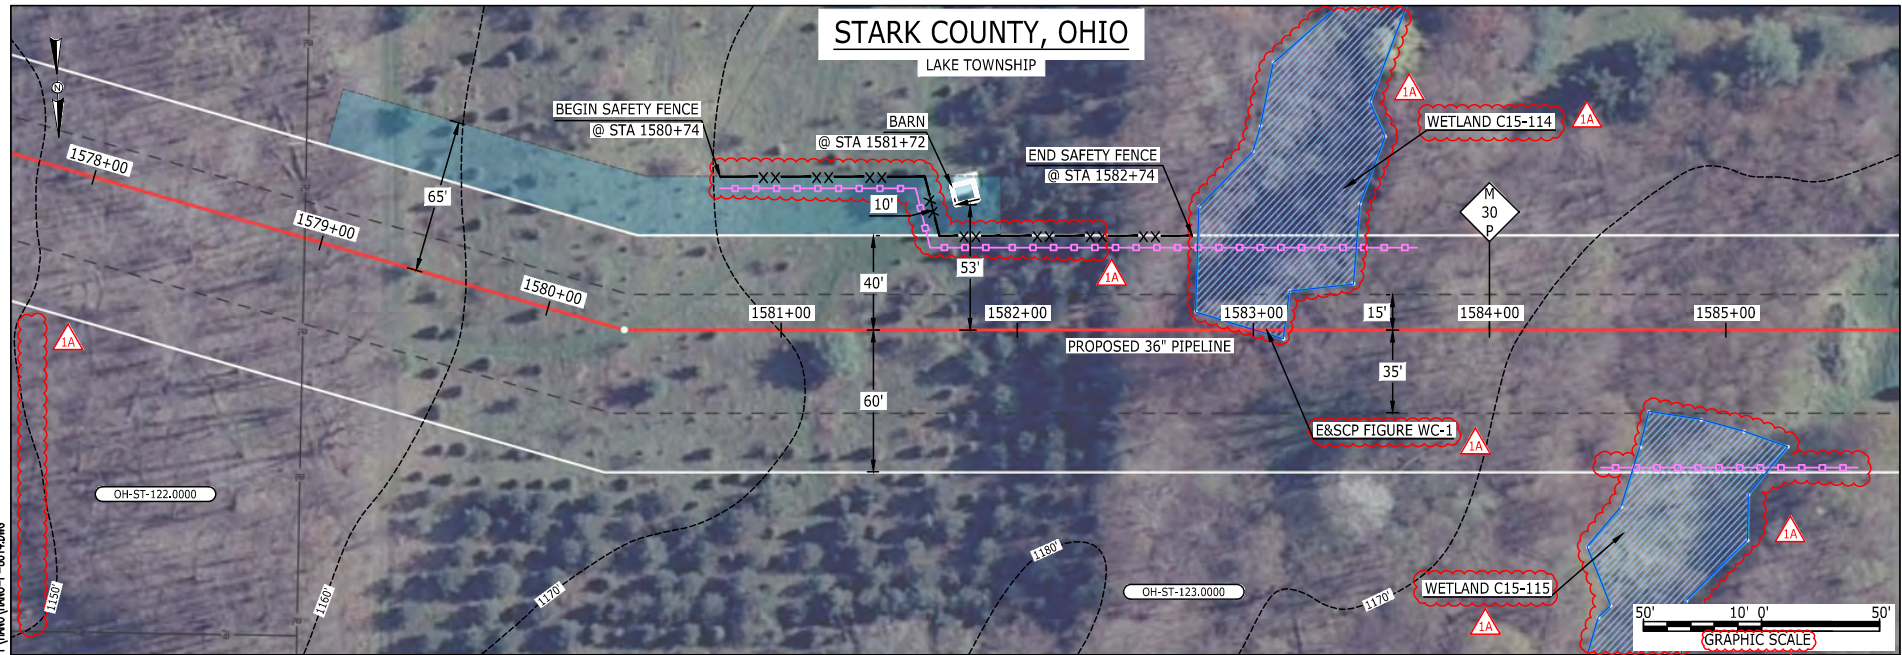 STARK COUNTY, OHIO
LAKE TOWNSHIP
N
BEGIN SAFETY FENCE
@ STA 1580+74
BARN
@ STA 1581+72
END SAFETY FENCE
@ STA 1582+74
1A
WETLAND C15-114
1A
1578+00
1579+00
1580+00
65'
10'
M
30
P
40'
53'
1A
1581+00
1582+00
1583+00
15'
1584+00
1585+00
PROPOSED 36" PIPELINE
1A
60'
35'
E&SCP FIGURE WC-1
1A
OH-ST-122.0000
1A
1150'
1160'
1170'
1180'
OH-ST-123.0000
1170'
WETLAND C15-115
1A
50'
10'
0'
50'
GRAPHIC SCALE